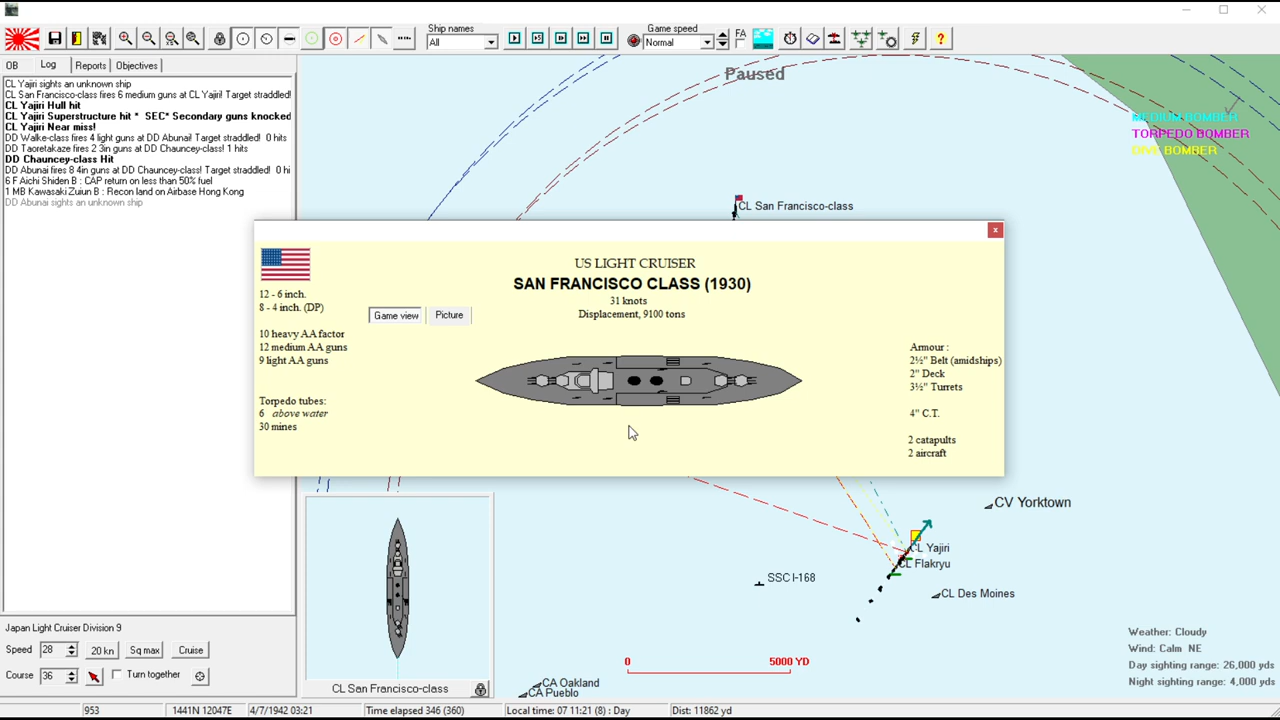 Ship names
All
Game speed
Normal
FA
OB
Log
Reports
Objectives
CL Yajiri sights an unknown ship
CL San Francisco-class fires 6 medium guns at CL Yajiri! Target straddled!
CL Yajiri Hull hit
CL Yajiri Superstructure hit * SEC* Secondary guns knocked
CL Yajiri Near miss!
DD Walke-class fires 4 light guns at DD Abunai! Target straddled! 0 hits
DD Taoretakaze fires 2 3in guns at DD Chauncey-class! 1 hits
DD Chauncey-class Hit
DD Abunai fires 8 4in guns at DD Chauncey-class! Target straddled! 0 hi
6 F Aichi Shiden B : CAP return on less than 50% fuel
1 MB Kawasaki Zuiun B : Recon land on Airbase Hong Kong
DD Abunai sights an unknown ship
Paused
MEDIUM BOMBER
TORPEDO BOMBER
DIVE BOMBER
CL San Francisco-class
x
US LIGHT CRUISER
SAN FRANCISCO CLASS (1930)
31 knots
Displacement, 9100 tons
12 - 6 inch.
8 - 4 inch. (DP)
Game view
Picture
10 heavy AA factor
12 medium AA guns
9 light AA guns
Torpedo tubes:
6 above water
30 mines
Armour :
2½" Belt (amidships)
2" Deck
3½" Turrets
4" C.T.
2 catapults
2 aircraft
CV Yorktown
CL Yajiri
CL Flakryu
SSC I-168
CL Des Moines
0 5000 YD
CA Oakland
CA Pueblo
Weather: Cloudy
Wind: Calm NE
Day sighting range: 26,000 yds
Night sighting range: 4,000 yds
Japan Light Cruiser Division 9
Speed 28 20 kn Sq max Cruise
Course 36 Turn together
CL San Francisco-class
953 1441N 12047E 4/7/1942 03:21 Time elapsed 346 (360) Local time: 07 11:21 (8) : Day Dist: 11862 yd